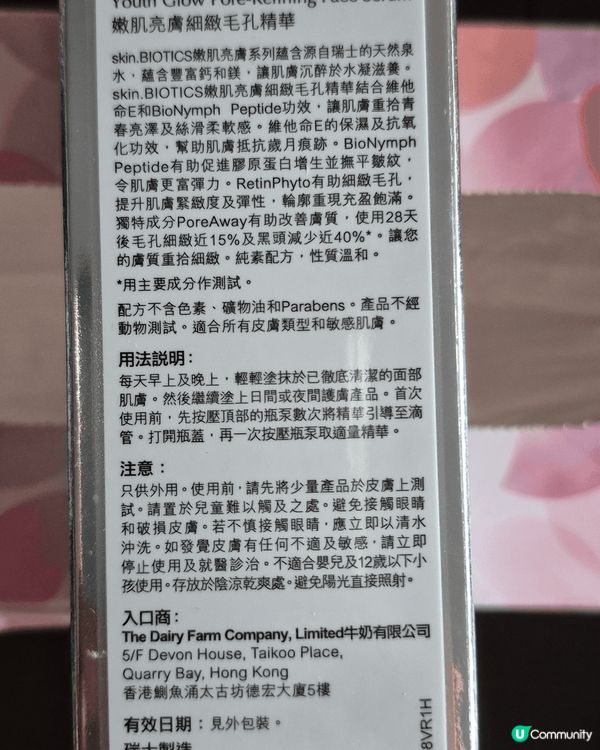 Youth Glow Pore-Refining Face Serum
嫩肌亮膚細緻毛孔精華
skin.BIOTICS嫩肌亮膚系列蘊含源自瑞士的天然泉
水,蘊含豐富鈣和鎂,讓肌膚沉醉於水凝滋養。
skin.BIOTICS嫩肌亮膚細緻毛孔精華結合維他
命E和BioNymph Peptide功效,讓肌膚重拾青
春亮澤及絲滑柔軟感。維他命E的保濕及抗氧
化功效,幫助肌膚抵抗歲月痕跡。BioNymph
Peptide有助促進膠原蛋白增生並撫平皺紋,
令肌膚更富彈力。RetinPhyto有助細緻毛孔,
提升肌膚緊緻度及彈性,輪廓重現充盈飽滿。
獨特成分PoreAway有助改善膚質,使用28天
後毛孔細緻近15%及黑頭減少近40%*。讓您
的膚質重拾細緻。純素配方,性質溫和。
*用主要成分作測試。
配方不含色素、礦物油和Parabens。產品不經
動物測試。適合所有皮膚類型和敏感肌膚。
用法説明:
每天早上及晚上,輕輕塗抹於已徹底清潔的面部
肌膚。然後繼續塗上日間或夜間護膚產品。首次
使用前,先按壓頂部的瓶泵數次將精華引導至滴
管。打開瓶蓋,再一次按壓瓶泵取適量精華。
注意:
只供外用。使用前,請先將少量產品於皮膚上測
試。請置於兒童難以觸及之處。避免接觸眼睛
和破損皮膚。若不慎接觸眼睛,應立即以清水
沖洗。如發覺皮膚有任何不適及敏感,請立即
停止使用及就醫診治。不適合嬰兒及12歲以下小
孩使用。存放於陰涼乾爽處。避免陽光直接照射。
入口商:
The Dairy Farm Company, Limited牛奶有限公司
5/F Devon House, Taikoo Place,
Quarry Bay, Hong Kong
香港鰂魚涌太古坊德宏大廈5樓
有效日期:見外包裝。
瑞士製造
8VR1H
U Community